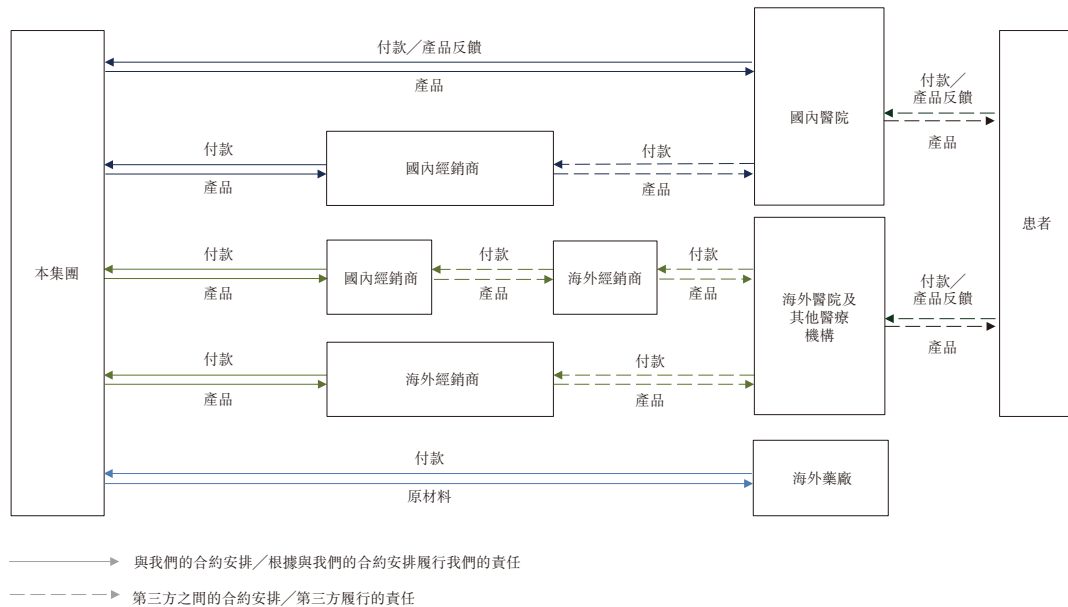 付款／產品反饋
產品
國內醫院
付款／
產品反饋
產品
付款
產品
國內經銷商
付款
產品
本集團
患者
付款
產品
國內經銷商
付款
產品
海外經銷商
付款
產品
海外醫院及
其他醫療
機構
付款／
產品反饋
產品
付款
產品
海外經銷商
付款
產品
付款
原材料
海外藥廠
與我們的合約安排／根據與我們的合約安排履行我們的責任
第三方之間的合約安排／第三方履行的責任